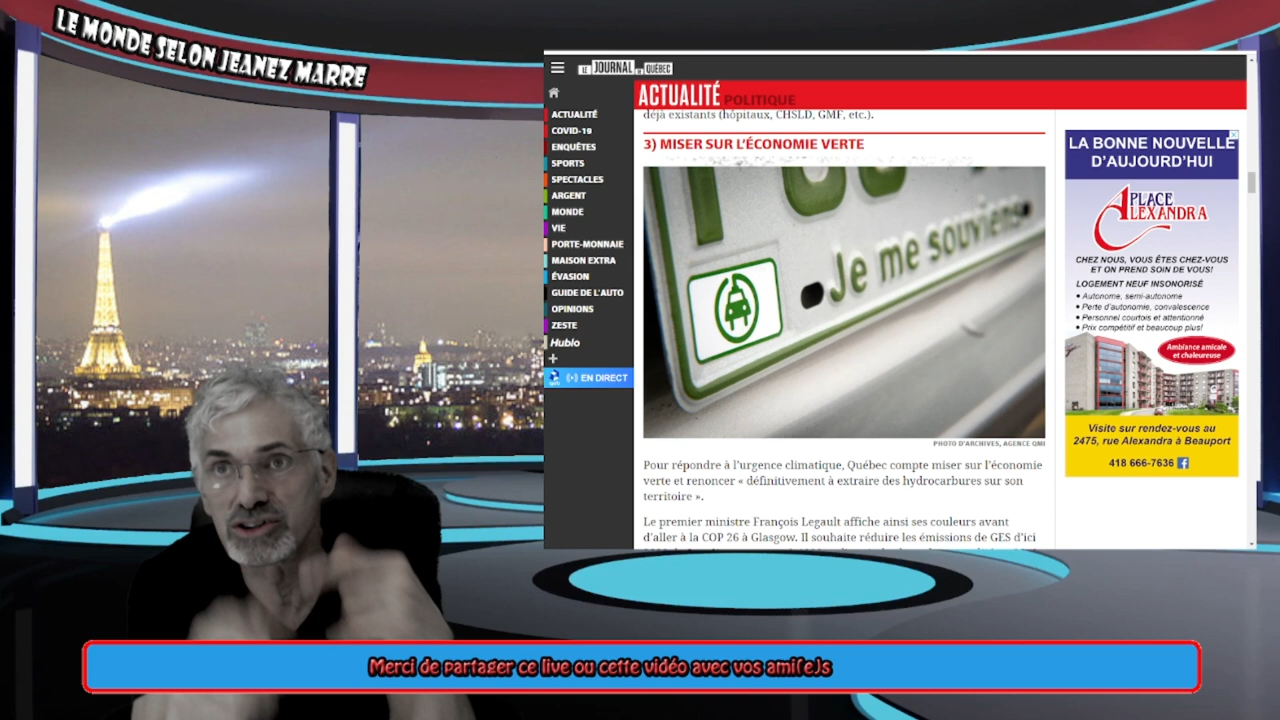 LE MONDE SELON JEANEZ MARRE
LE JOURNAL DE QUÉBEC
ACTUALITÉ POLITIQUE
ACTUALITÉ
COVID-19
ENQUÊTES
SPORTS
SPECTACLES
ARGENT
MONDE
VIE
PORTE-MONNAIE
MAISON EXTRA
ÉVASION
GUIDE DE L'AUTO
OPINIONS
ZESTE
Hublo
+
EN DIRECT
déjà existants (hôpitaux, CHSLD, GMF, etc.).
3) MISER SUR L'ÉCONOMIE VERTE
Je me souviens
PHOTO D'ARCHIVES, AGENCE QMI
Pour répondre à l'urgence climatique, Québec compte miser sur l'économie
verte et renoncer « définitivement à extraire des hydrocarbures sur son
territoire ».
Le premier ministre François Legault affiche ainsi ses couleurs avant
d'aller à la COP 26 à Glasgow. Il souhaite réduire les émissions de GES d'ici
LA BONNE NOUVELLE
D'AUJOURD'HUI
PLACE
ALEXANDRA
CHEZ NOUS, VOUS ÊTES CHEZ-VOUS
ET ON PREND SOIN DE VOUS!
LOGEMENT NEUF INSONORISÉ
• Autonome, semi-autonome
• Perte d'autonomie, convalescence
• Personnel courtois et attentionné
• Prix compétitif et beaucoup plus!
Ambiance amicale
et chaleureuse
Visite sur rendez-vous au
2475, rue Alexandra à Beauport
418 666-7636
Merci de partager ce live ou cette vidéo avec vos ami(e)s